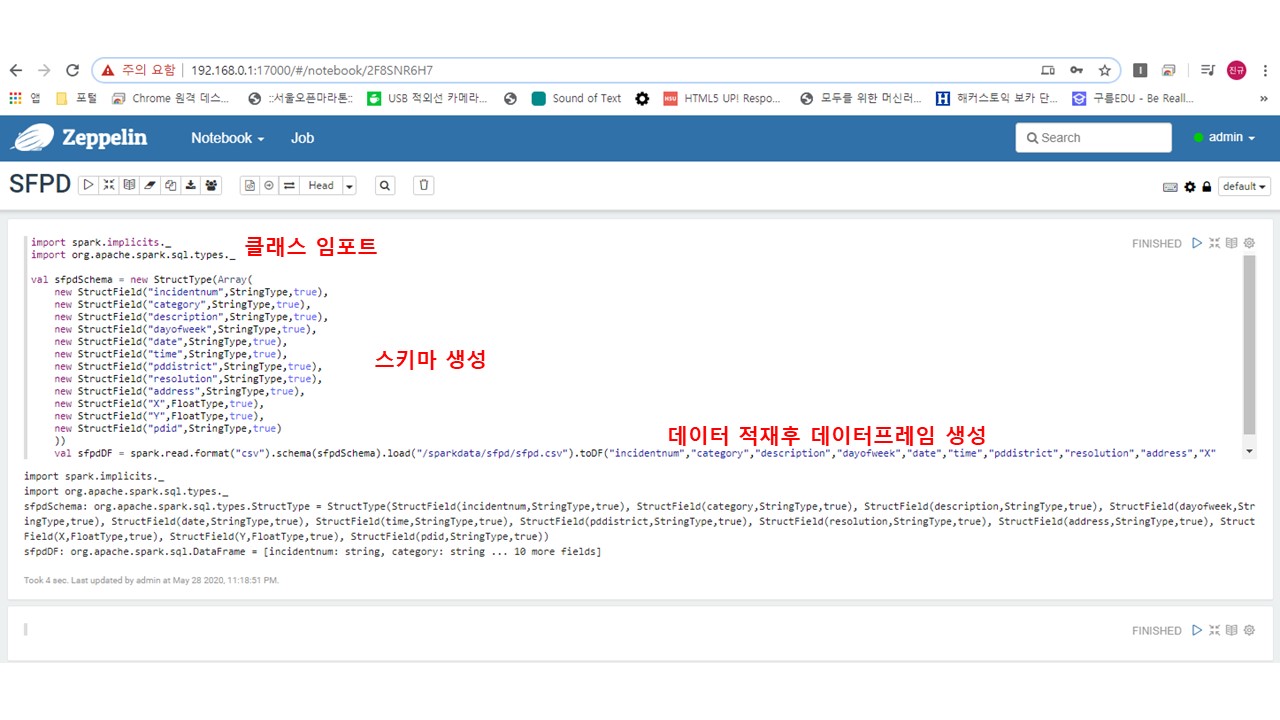 주의 요함 192.168.0.1:17000/#/notebook/2F8SNR6H7 진규
앱 포털 Chrome 원격 데스... ::서울오픈마라톤:: USB 적외선 카메라... Sound of Text HTML5 UP! Respo... 모두를 위한 머신러... 해커스토익 보카 단... 구름EDU - Be Reall... »
Zeppelin Notebook Job Search admin
SFPD Head default
import spark.implicits._
import org.apache.spark.sql.types._
클래스 임포트
FINISHED
val sfpdSchema = new StructType(Array(
new StructField("incidentnum",StringType,true),
new StructField("category",StringType,true),
new StructField("description",StringType,true),
new StructField("dayofweek",StringType,true),
new StructField("date",StringType,true),
new StructField("time",StringType,true),
new StructField("pddistrict",StringType,true),
스키마 생성
new StructField("resolution",StringType,true),
new StructField("address",StringType,true),
new StructField("X",FloatType,true),
new StructField("Y",FloatType,true),
new StructField("pdid",StringType,true)
))
데이터 적재후 데이터프레임 생성
val sfpdDF = spark.read.format("csv").schema(sfpdSchema).load("/sparkdata/sfpd/sfpd.csv").toDF("incidentnum","category","description","dayofweek","date","time","pddistrict","resolution","address","X"
import spark.implicits._
import org.apache.spark.sql.types._
sfpdSchema: org.apache.spark.sql.types.StructType = StructType(StructField(incidentnum,StringType,true), StructField(category,StringType,true), StructField(description,StringType,true), StructField(dayofweek,Str
ingType,true), StructField(date,StringType,true), StructField(time,StringType,true), StructField(pddistrict,StringType,true), StructField(resolution,StringType,true), StructField(address,StringType,true), Struct
Field(X,FloatType,true), StructField(Y,FloatType,true), StructField(pdid,StringType,true))
sfpdDF: org.apache.spark.sql.DataFrame = [incidentnum: string, category: string ... 10 more fields]
Took 4 sec. Last updated by admin at May 28 2020, 11:18:51 PM.
FINISHED